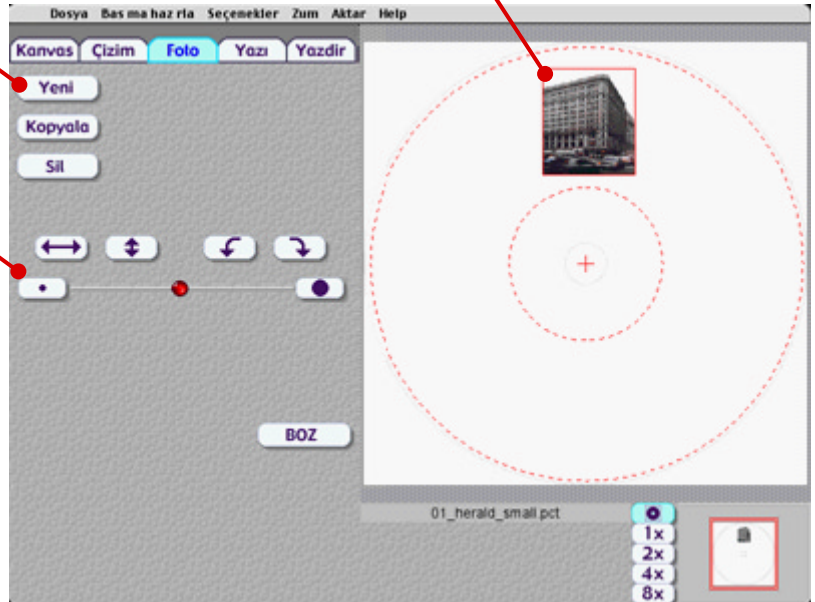 Dosya Bas ma haz rla Seçenekler Zum Aktar Help
Kanvas Çizim Foto Yazı Yazdir
Yeni
Kopyala
Sil
BOZ
01_herald_small.pct
1x
2x
4x
8x